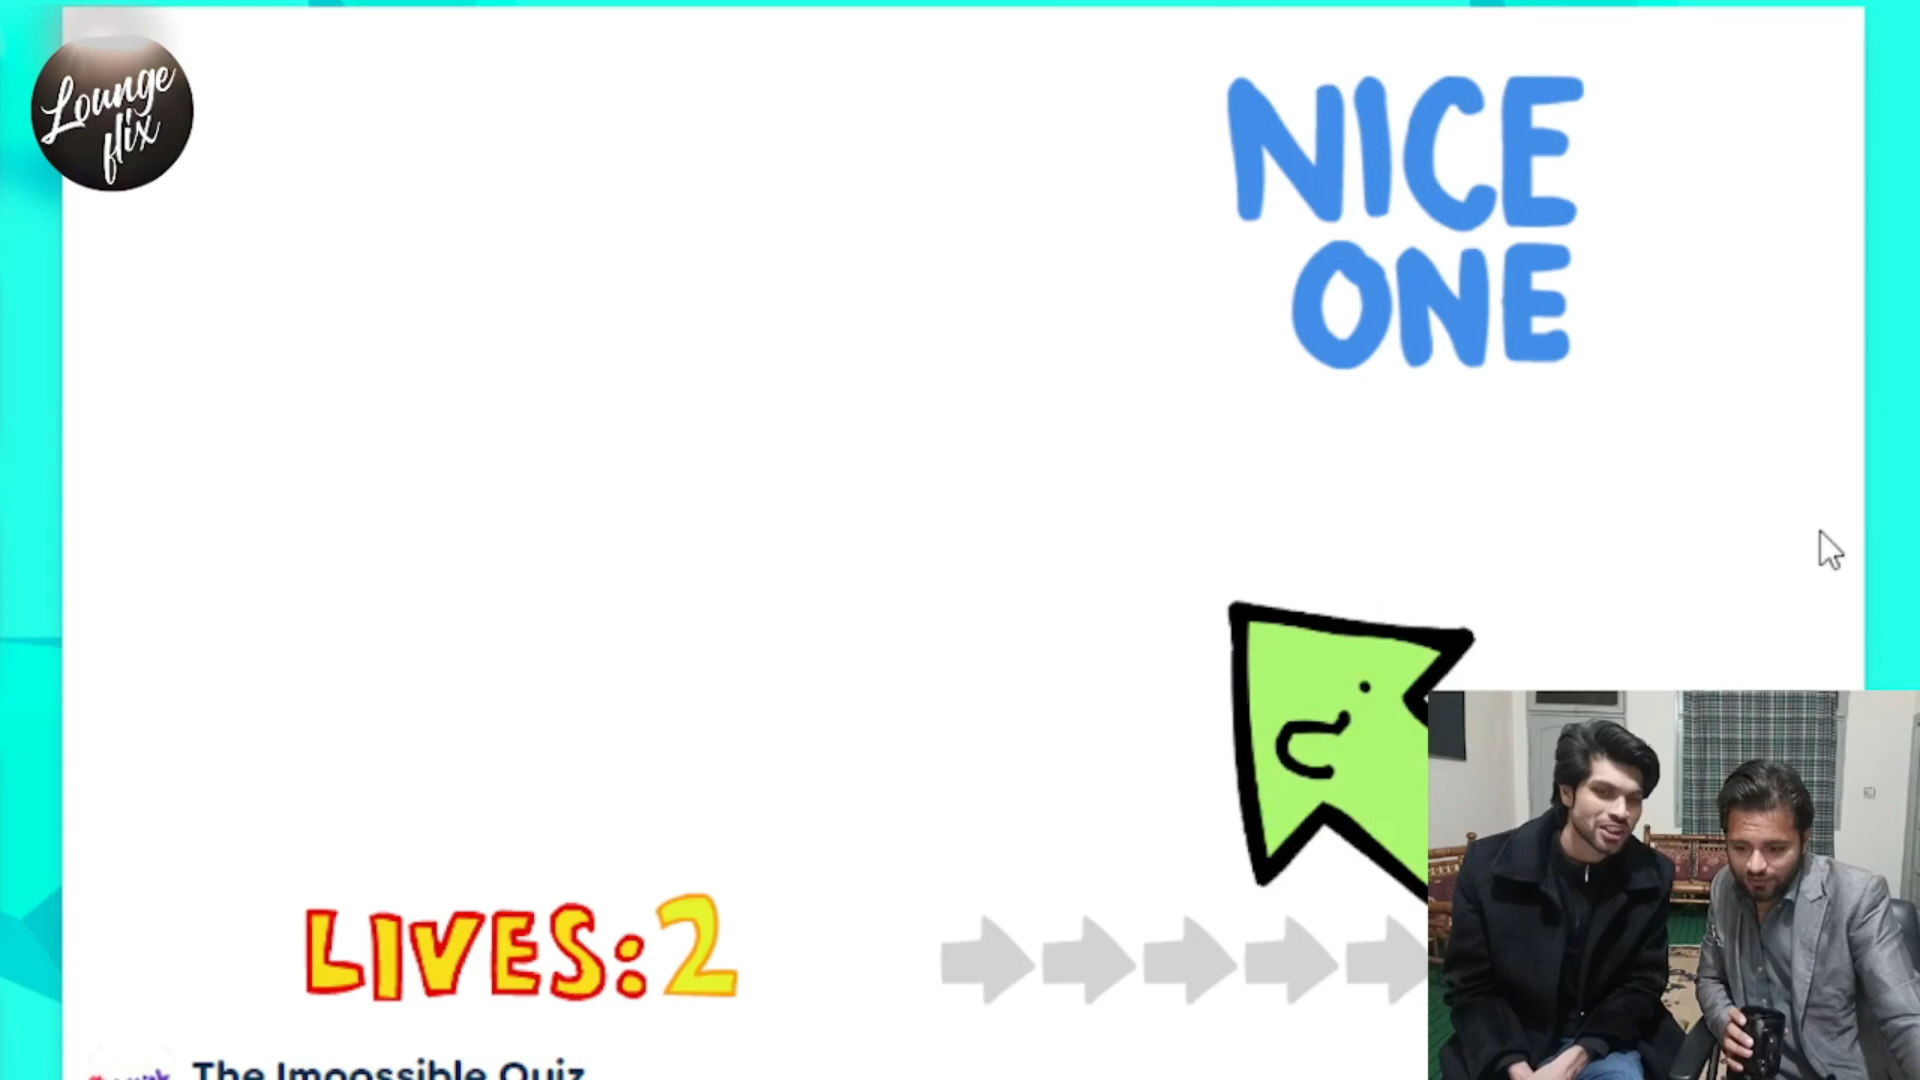 Lounge
flix
NICE
ONE
LIVES:2
The Impossible Quiz